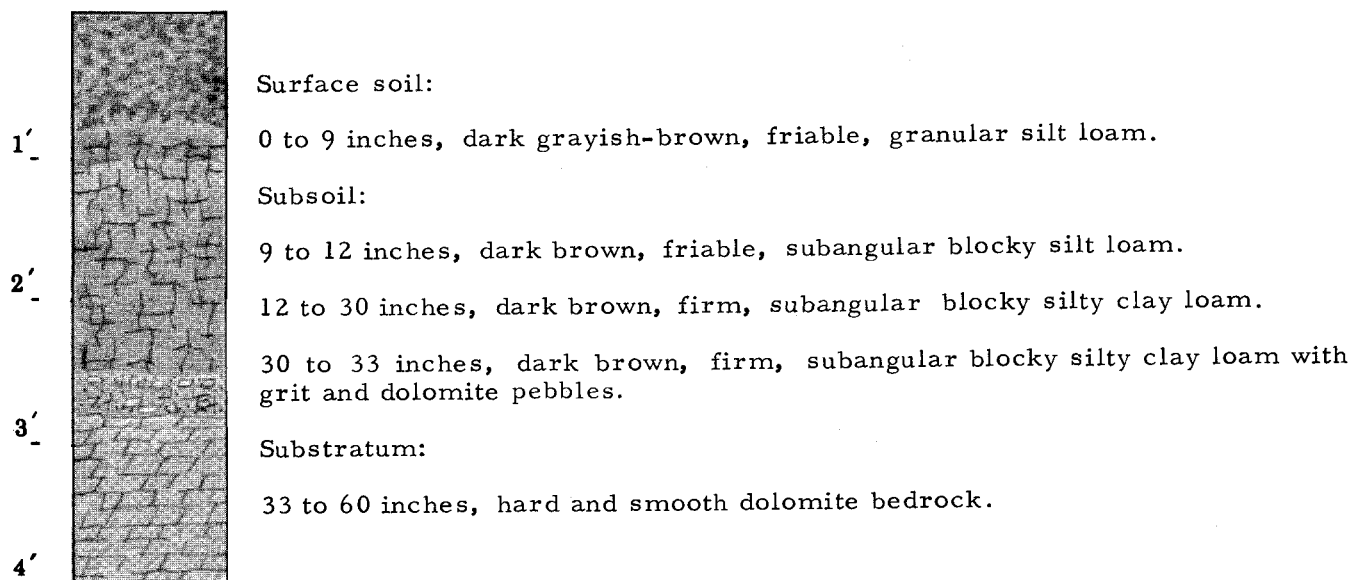 Surface soil:
1′ 0 to 9 inches, dark grayish-brown, friable, granular silt loam.
Subsoil:
9 to 12 inches, dark brown, friable, subangular blocky silt loam.
2′
12 to 30 inches, dark brown, firm, subangular blocky silty clay loam.
30 to 33 inches, dark brown, firm, subangular blocky silty clay loam with
grit and dolomite pebbles.
3′
Substratum:
33 to 60 inches, hard and smooth dolomite bedrock.
4′